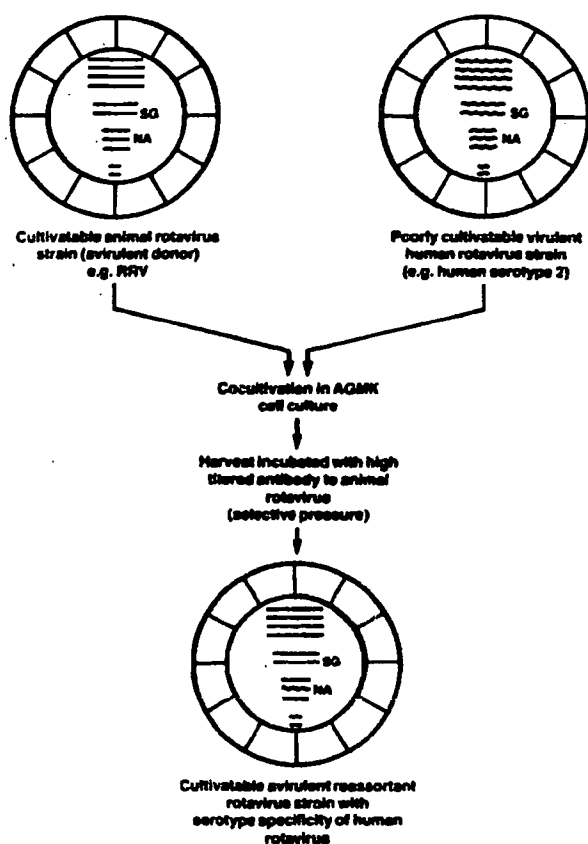 SG
NA
Cultivatable animal rotavirus
strain (avirulent donor)
e.g. RRV
SG
NA
Poorly cultivatable virulent
human rotavirus strain
(e.g. human serotype 2)
Cocultivation in AGMK
cell culture
Harvest incubated with high
titered antibody to animal
rotavirus
(selective pressure)
SG
NA
Cultivatable avirulent reassortant
rotavirus strain with
serotype specificity of human
rotavirus